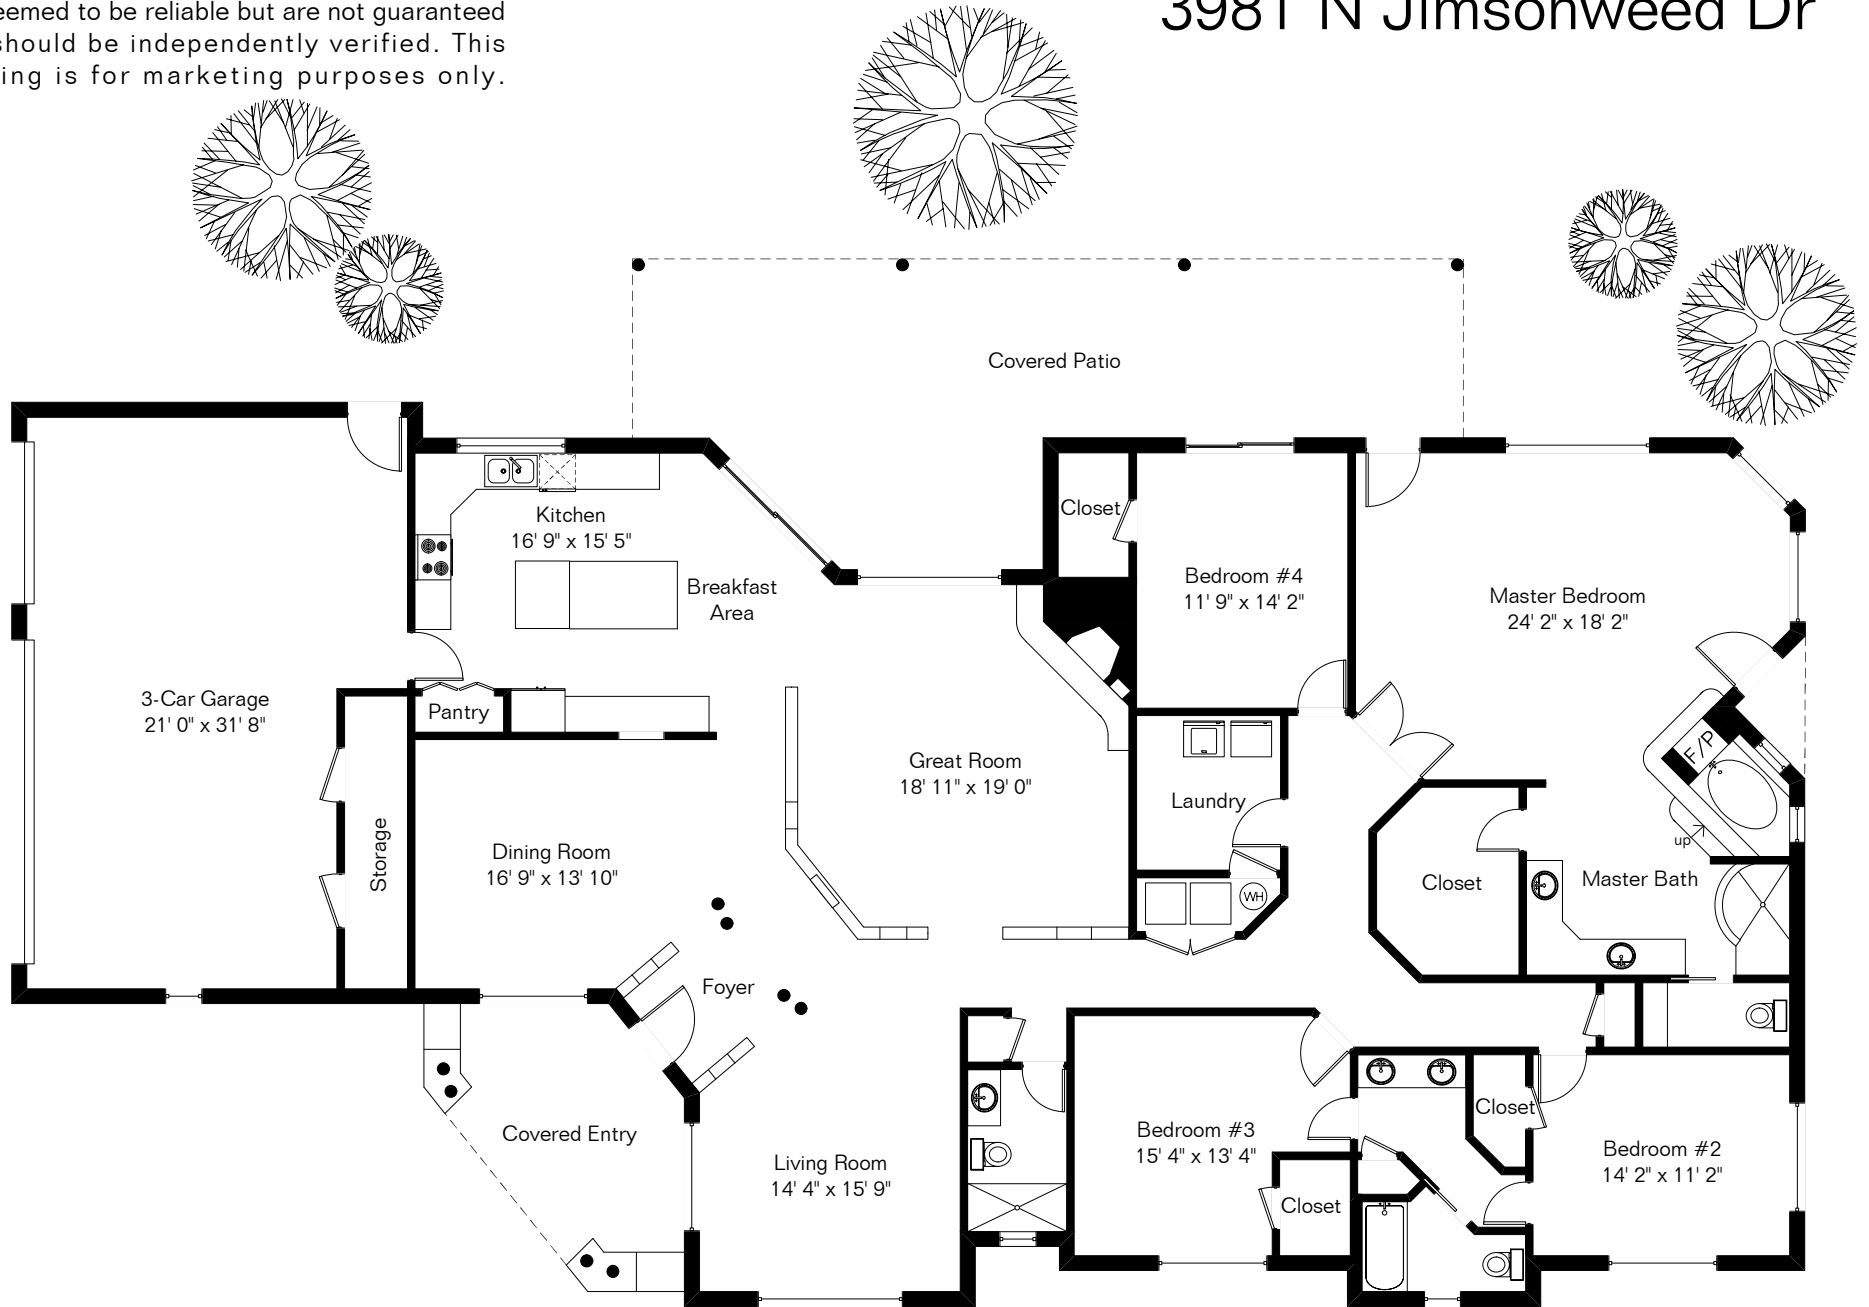 eemed to be reliable but are not guaranteed
should be independently verified. This
ing is for marketing purposes only.
3981 N Jimsonweed Dr
Covered Patio
Closet
Kitchen
16' 9" x 15' 5"
Breakfast
Area
Bedroom #4
11' 9" x 14' 2"
Master Bedroom
24' 2" x 18' 2"
3-Car Garage
21' 0" x 31' 8"
Pantry
F/P
Great Room
18' 11" x 19' 0"
Laundry
up
Storage
Dining Room
16' 9" x 13' 10"
Closet
Master Bath
WH
Foyer
Covered Entry
Living Room
14' 4" x 15' 9"
Bedroom #3
15' 4" x 13' 4"
Closet
Closet
Bedroom #2
14' 2" x 11' 2"